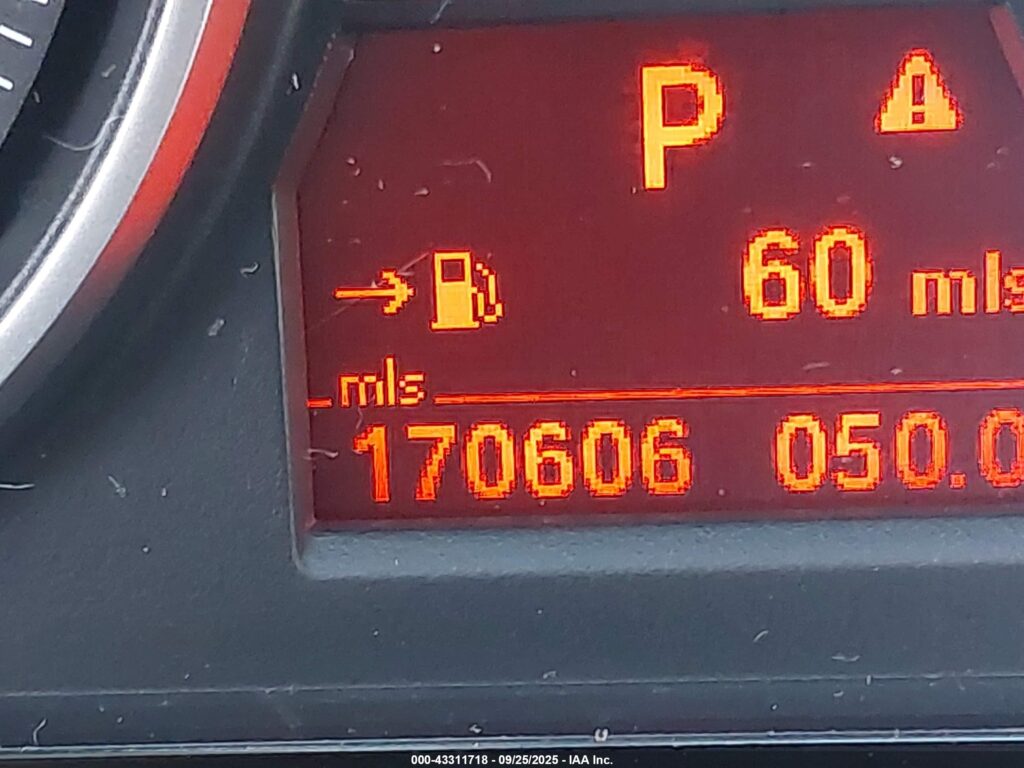 P
60 mls
mls
170606 050.0
000-43311718 - 09/25/2025 - IAA Inc.